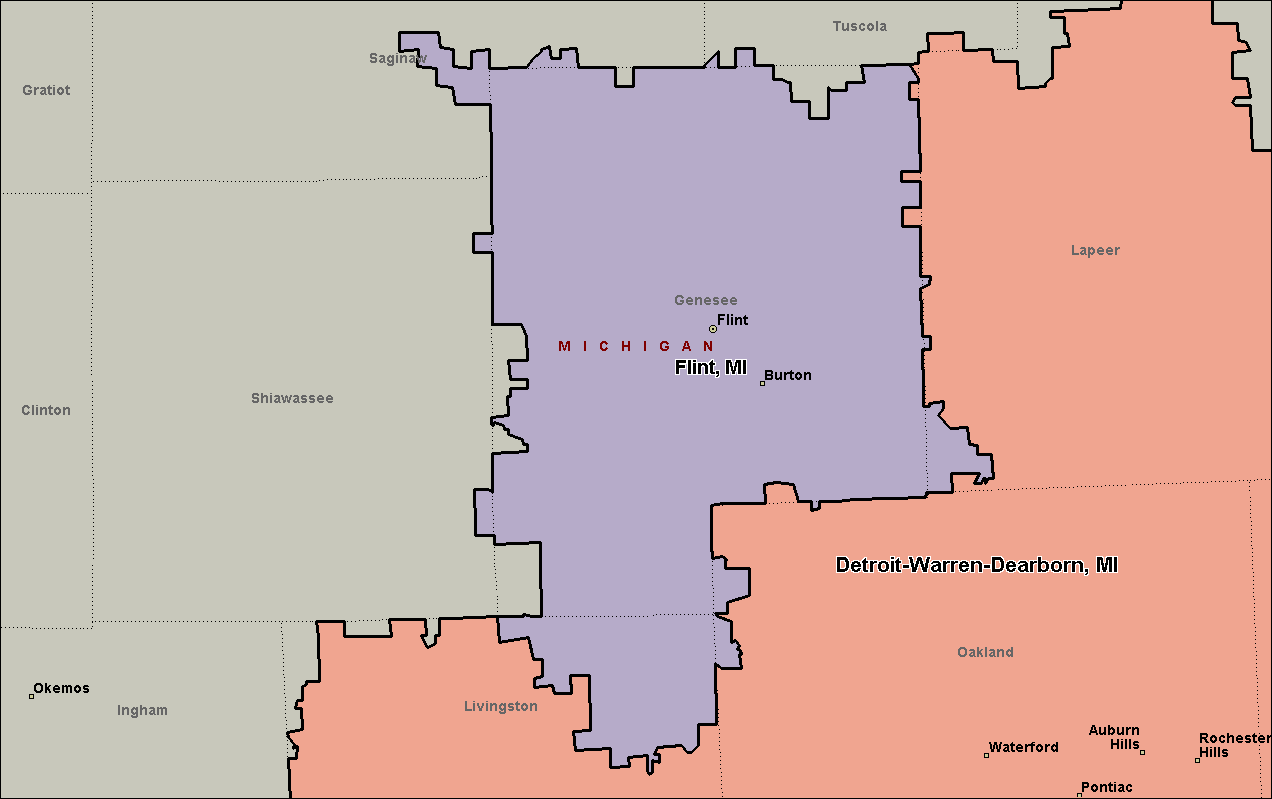 Tuscola
Saginaw
Gratiot
Lapeer
Genesee
Flint
MICHIGAN
Flint, MI
Burton
Shiawassee
Clinton
Detroit-Warren-Dearborn, MI
Oakland
Okemos
Ingham
Livingston
Auburn
Hills
Rochester
Hills
Waterford
Pontiac